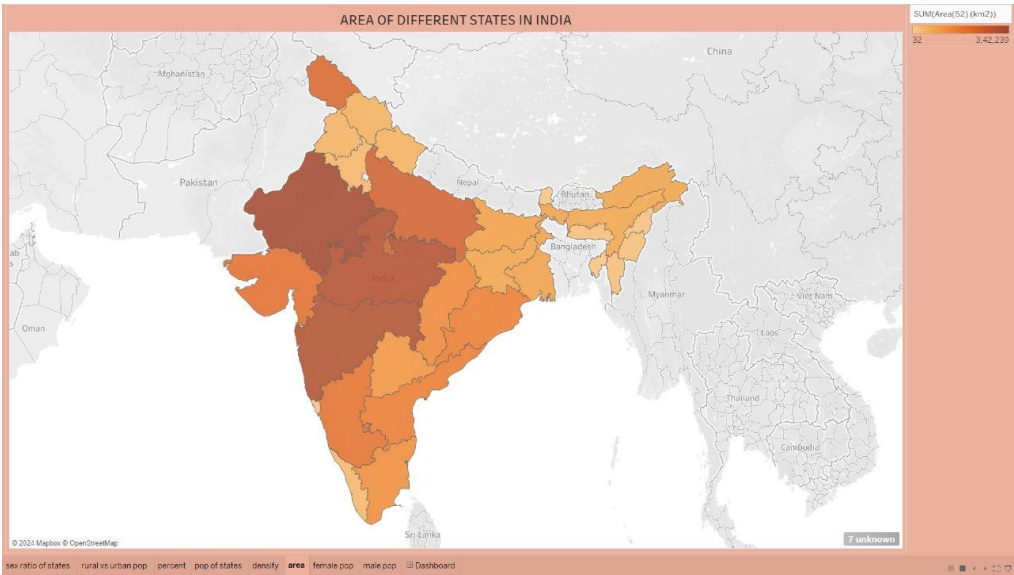 AREA OF DIFFERENT STATES IN INDIA
SUM(Area(52) (km2))
32 3,42,239
China
Afghanistan
Pakistan
Nepal
Bhutan
ab
s
Bangladesh
India
Myanmar
Viet Nam
Oman
Laos
Thailand
Cambodia
Sri Lanka
© 2024 Mapbox © OpenStreetMap
7 unknown
sex ratio of states rural vs urban pop percent pop of states density area female pop male pop Dashboard